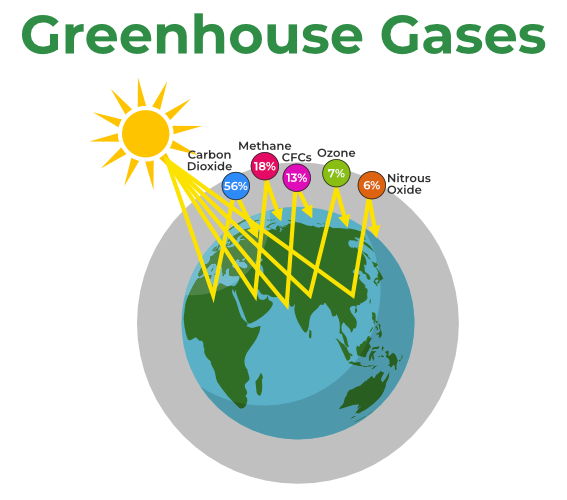 Greenhouse Gases
Carbon
Dioxide
56%
Methane
18%
CFCs
13%
Ozone
7%
6%
Nitrous
Oxide